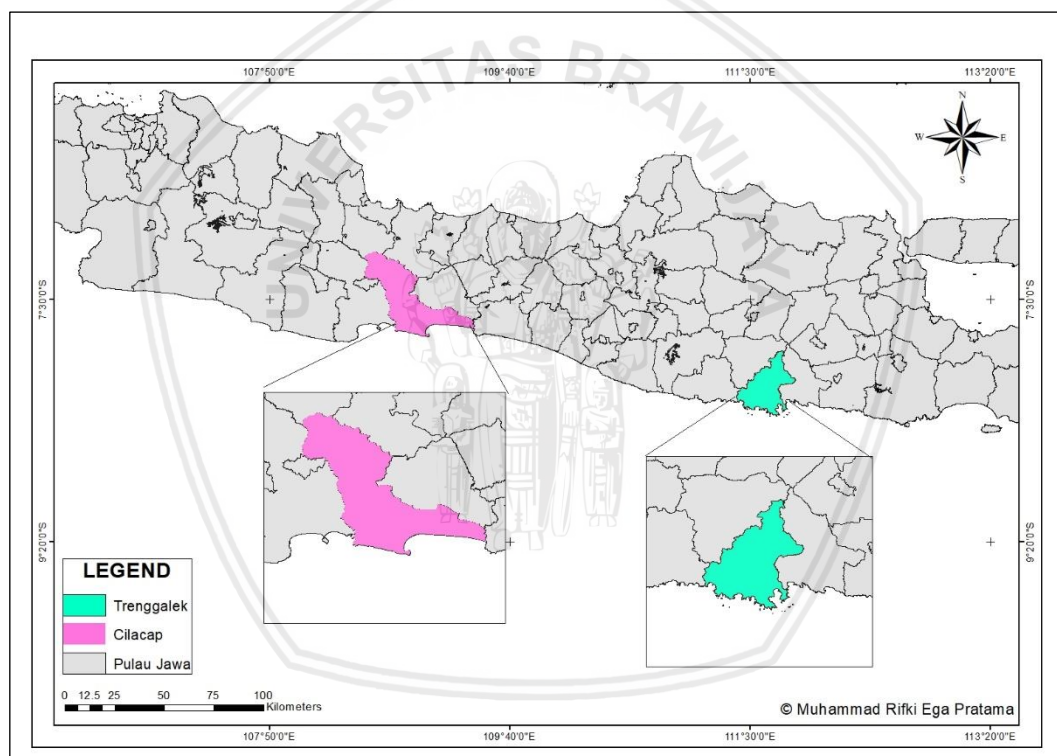 UNIVERSITAS BRAWIJAYA
107°50'0"E 109°40'0"E 111°30'0"E 113°20'0"E
N
W E
S
7°30'0"S 7°30'0"S
9°20'0"S 9°20'0"S
LEGEND
Trenggalek
Cilacap
Pulau Jawa
0 12.5 25 50 75 100
Kilometers
© Muhammad Rifki Ega Pratama
107°50'0"E 109°40'0"E 111°30'0"E 113°20'0"E